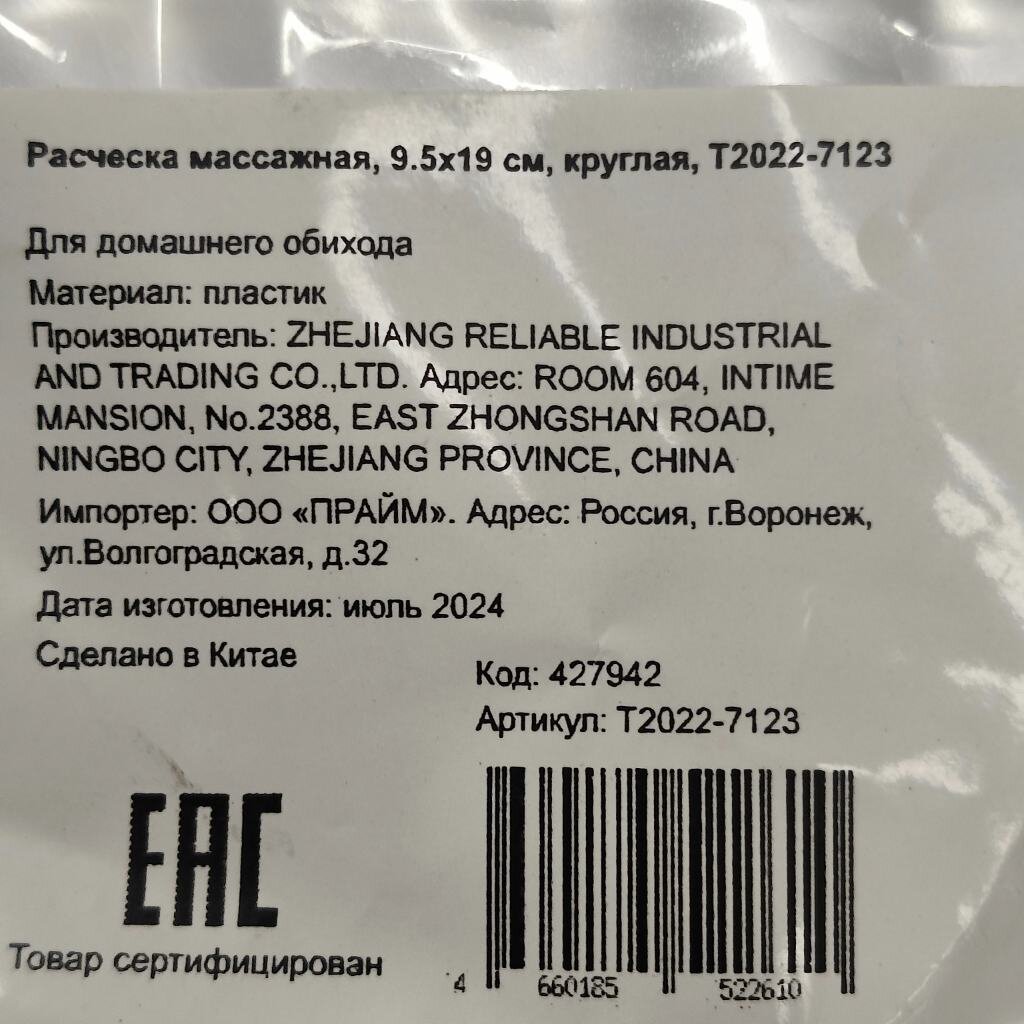 Расческа массажная, 9.5x19 см, круглая, Т2022-7123
Для домашнего обихода
Материал: пластик
Производитель: ZHEJIANG RELIABLE INDUSTRIAL
AND TRADING CO.,LTD. Адрес: ROOM 604, INTIME
MANSION, No.2388, EAST ZHONGSHAN ROAD,
NINGBO CITY, ZHEJIANG PROVINCE, CHINA
Импортер: ООО «ПРАЙМ». Адрес: Россия, г.Воронеж,
ул.Волгоградская, д.32
Дата изготовления: июль 2024
Сделано в Китае
Код: 427942
Артикул: Т2022-7123
EAC
Товар сертифицирован
4 660185 522610